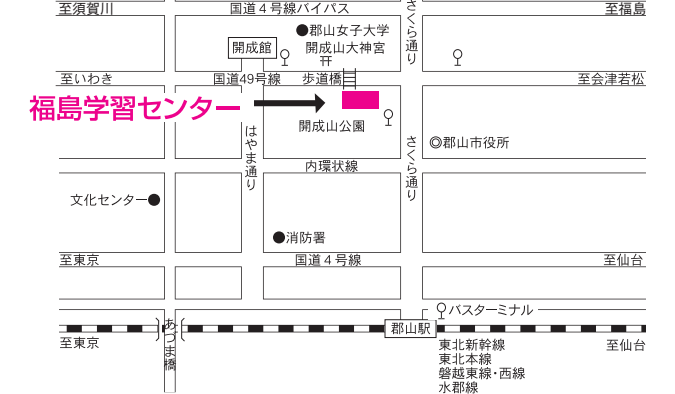 至須賀川
国道４号線バイパス
至福島
さくら通り
郡山女子大学
開成館
開成山大神宮
至いわき
国道49号線
歩道橋
至会津若松
福島学習センター
開成山公園
はやま通り
さくら通り
◎郡山市役所
内環状線
文化センター
消防署
至東京
国道４号線
至仙台
バスターミナル
あづま橋
郡山駅
至東京
東北新幹線
至仙台
東北本線
磐越東線・西線
水郡線